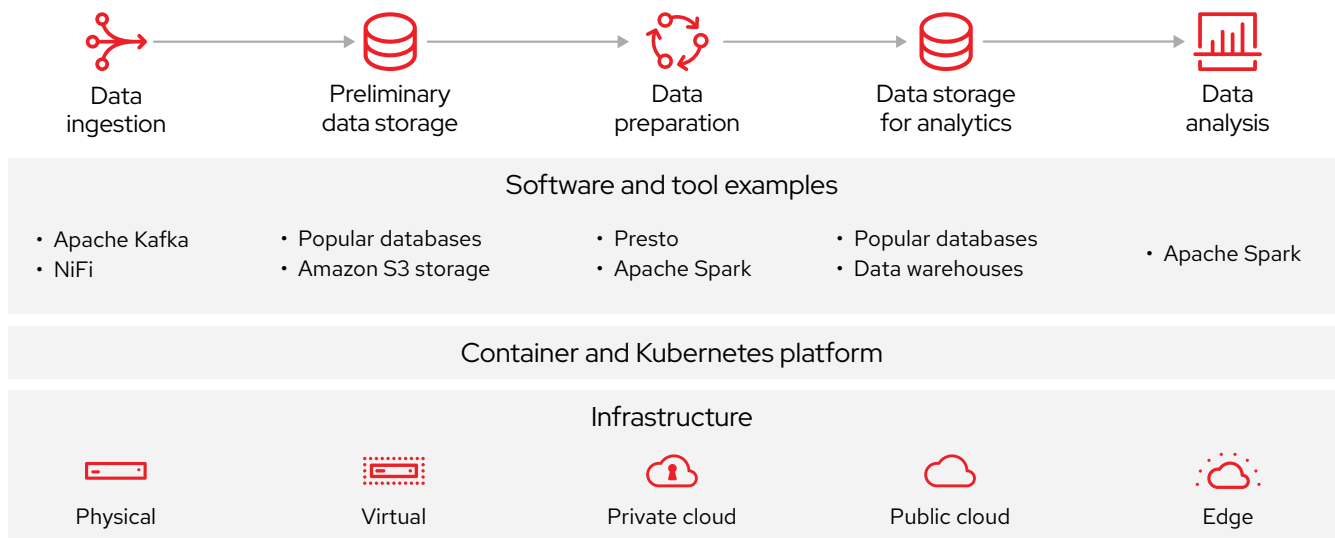 Data
ingestion
Preliminary
data storage
Data
preparation
Data storage
for analytics
Data
analysis
Software and tool examples
• Apache Kafka
• NiFi
• Popular databases
• Amazon S3 storage
• Presto
• Apache Spark
• Popular databases
• Data warehouses
• Apache Spark
Container and Kubernetes platform
Infrastructure
Physical
Virtual
Private cloud
Public cloud
Edge